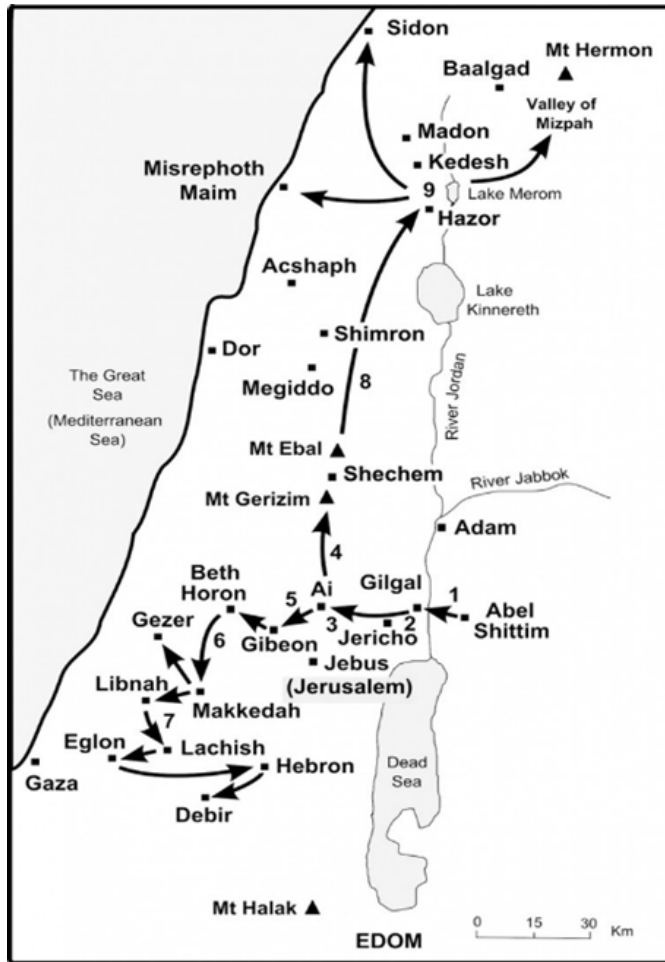 Sidon
Mt Hermon
Baalgad
Valley of
Mizpah
Madon
Kedesh
Misrephoth
Maim
9
Lake Merom
Hazor
Acshaph
Lake
Kinnereth
Shimron
Dor
Megiddo
8
The Great
Sea
(Mediterranean
Sea)
River Jordan
Mt Ebal
Shechem
River Jabbok
Mt Gerizim
Adam
4
Beth
Horon
Ai
Gilgal
1
5
Abel
Shittim
Gezer
6
3
2
Gibeon
Jericho
Jebus
(Jerusalem)
Libnah
Makkedah
7
Eglon
Lachish
Hebron
Gaza
Dead
Sea
Debir
Mt Halak
0 15 30
Km
EDOM